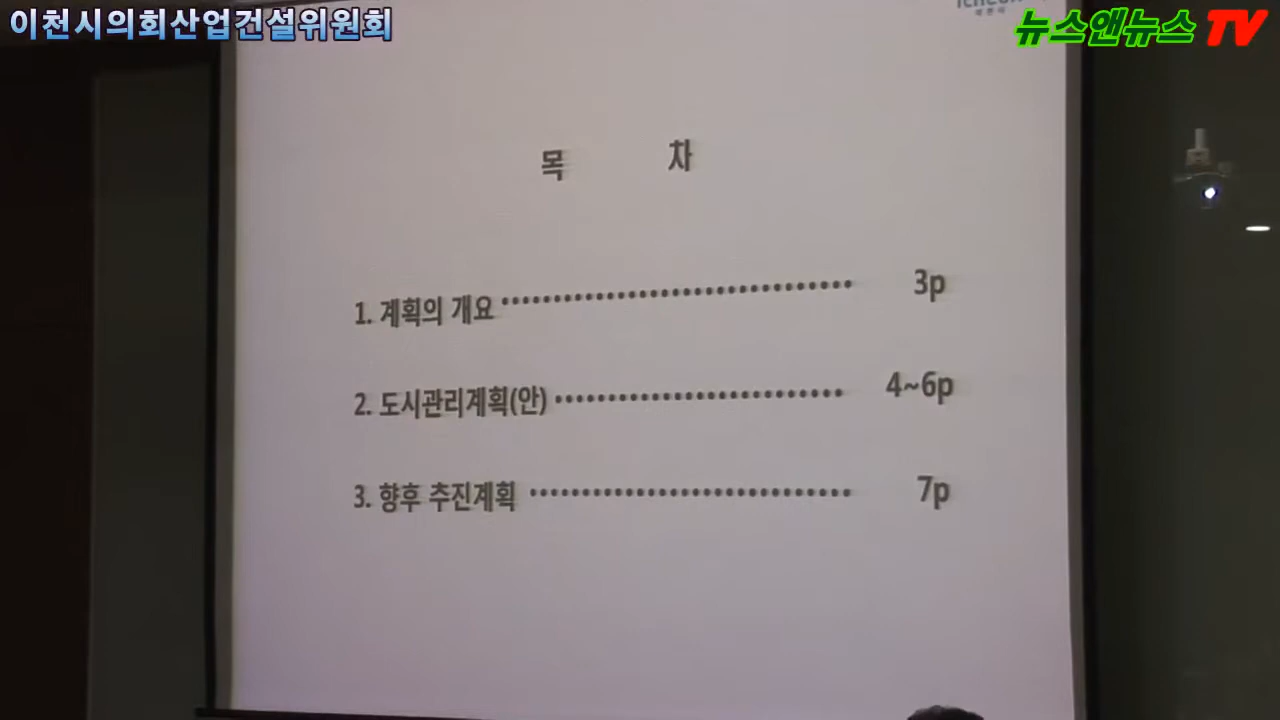 이천시의회산업건설위원회
뉴스앤뉴스 TV
목 차
1. 계획의 개요 3p
2. 도시관리계획(안) 4~6p
3. 향후 추진계획 7p